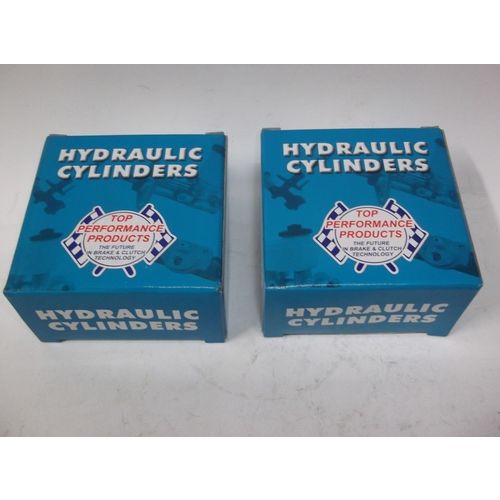 HYDRAULIC
CYLINDERS
TOP
PERFORMANCE
PRODUCTS
THE FUTURE
IN BRAKE & CLUTCH
TECHNOLOGY
HYDRAULIC
CYLINDERS
HYDRAULIC
CYLINDERS
TOP
PERFORMANCE
PRODUCTS
THE FUTURE
IN BRAKE & CLUTCH
TECHNOLOGY
HYDRAULIC
CYLINDERS